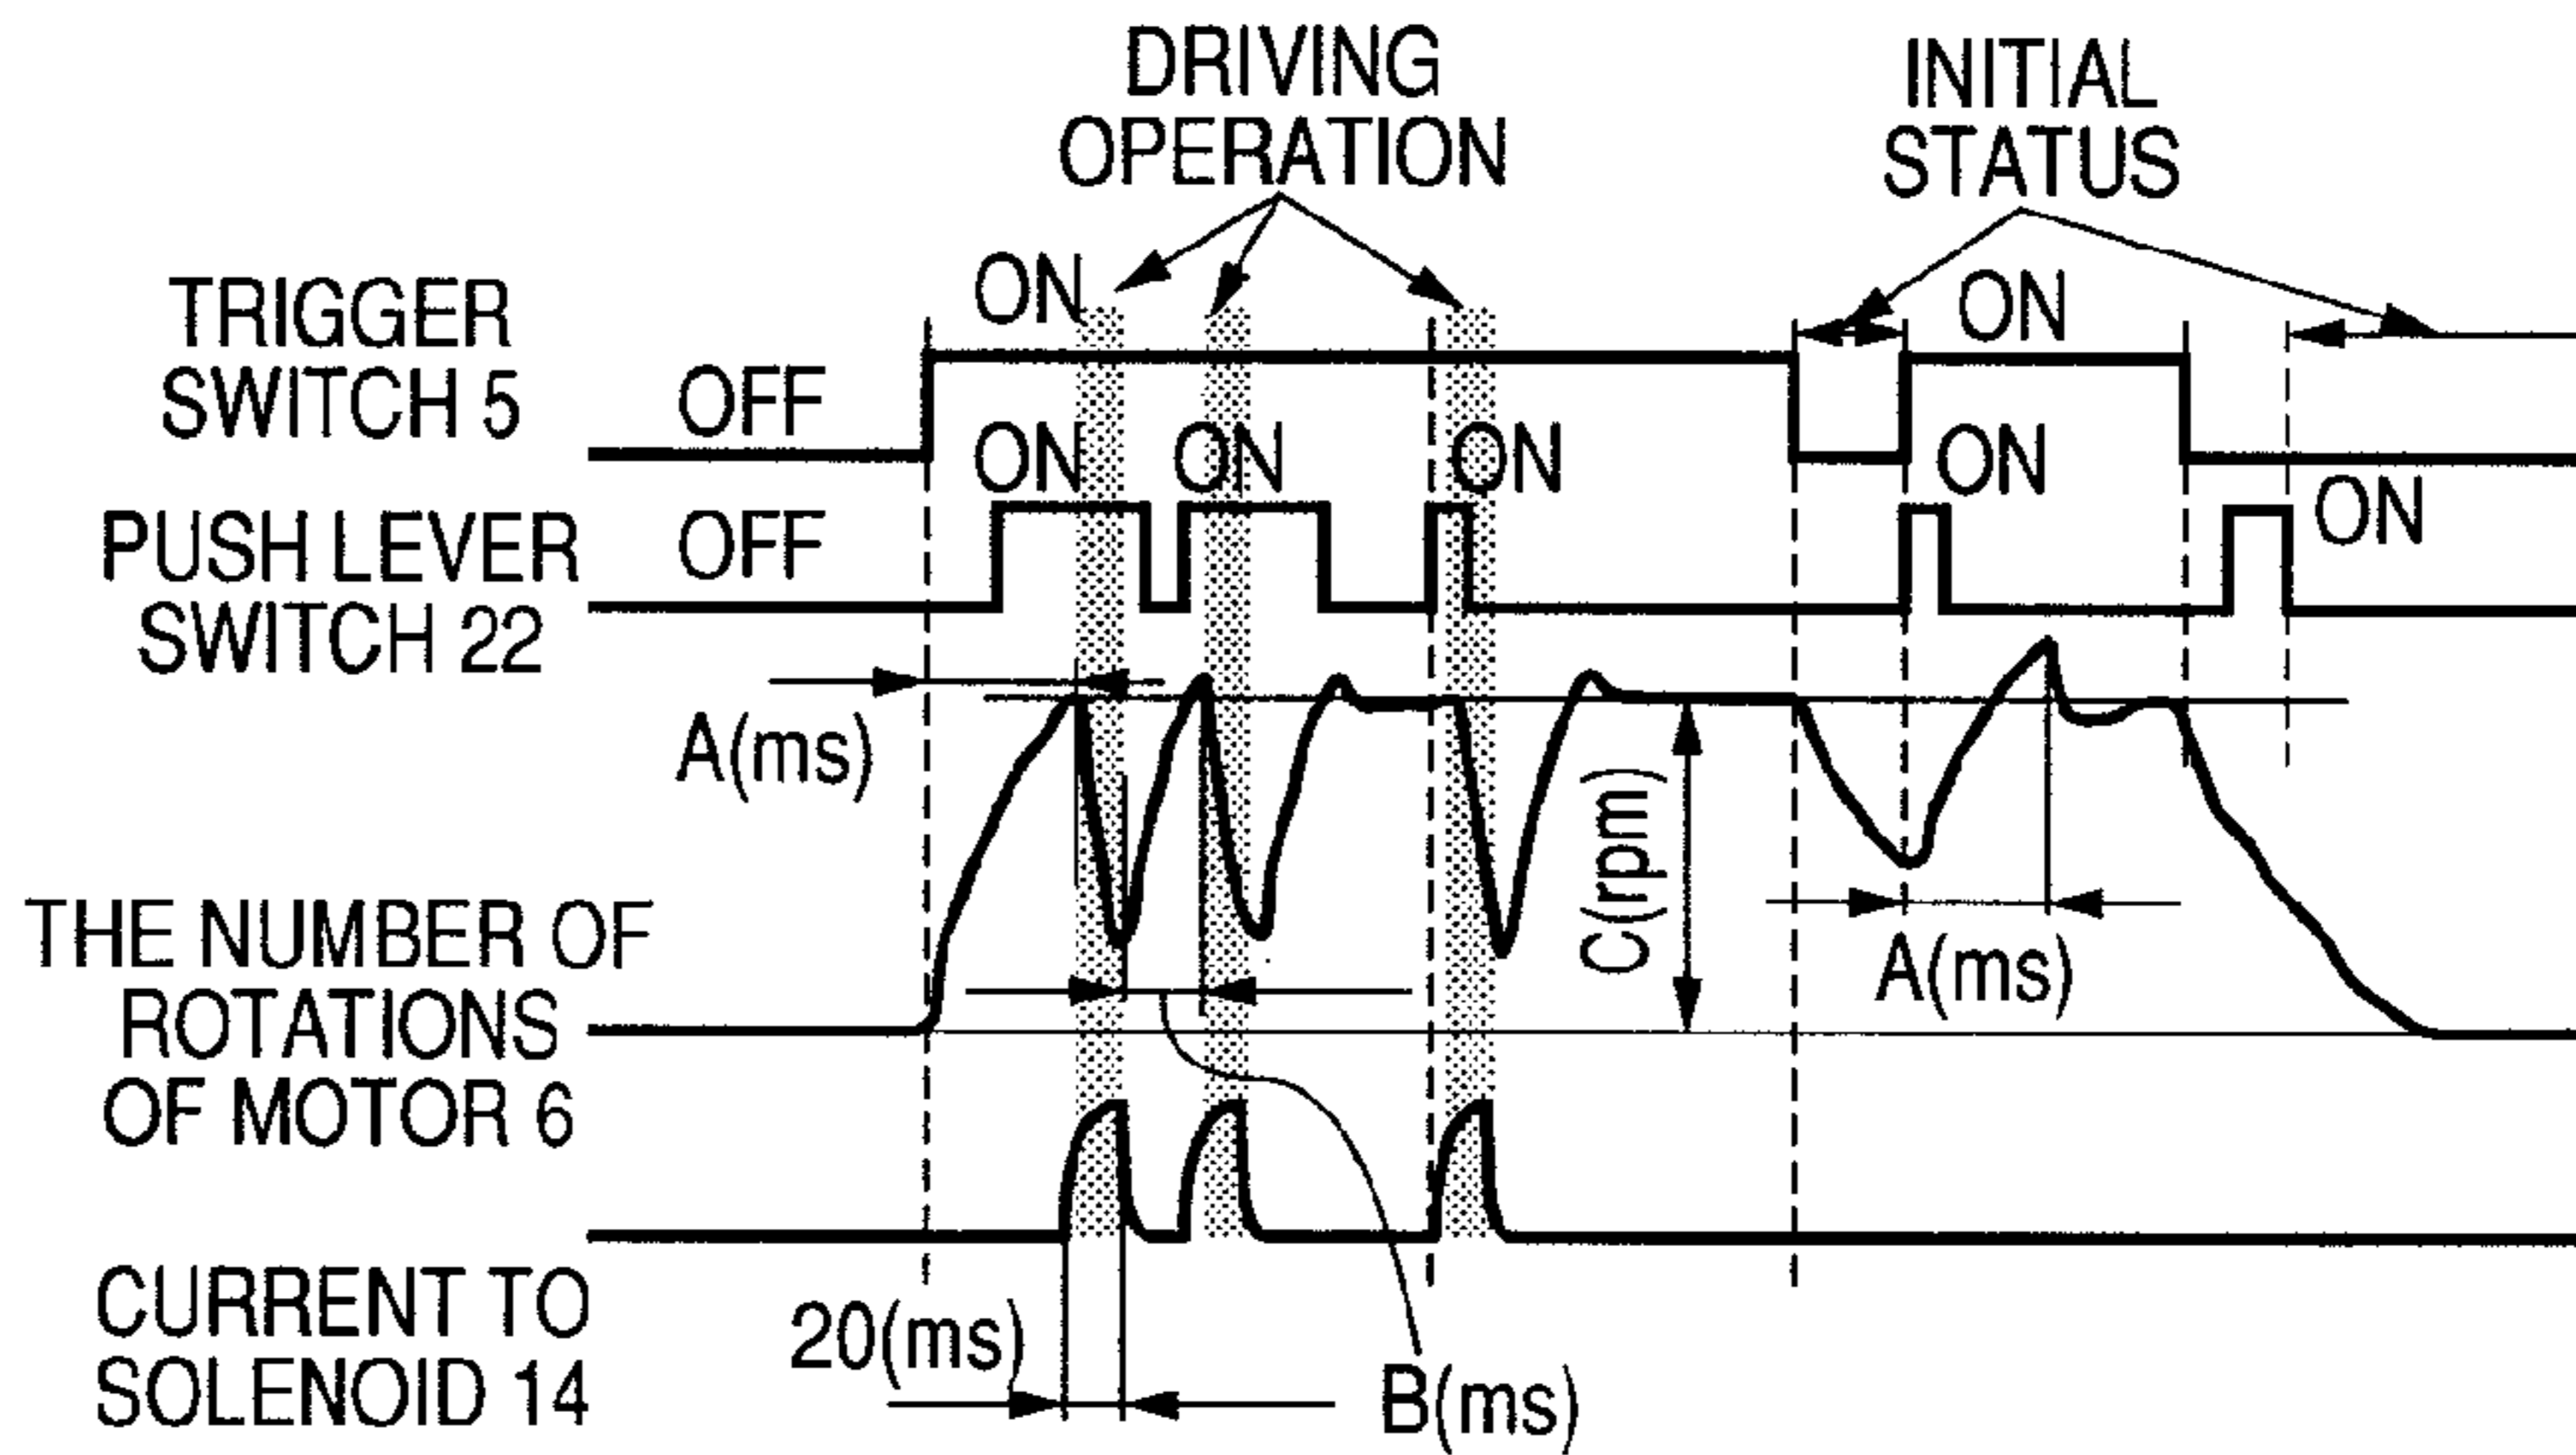 DRIVING
OPERATION
INITIAL
STATUS
TRIGGER
SWITCH 5
OFF
ON
ON
PUSH LEVER
SWITCH 22
OFF
ON
ON
ON
ON
ON
A(ms)
THE NUMBER OF
ROTATIONS
OF MOTOR 6
C(rpm)
A(ms)
CURRENT TO
SOLENOID 14
20(ms)
B(ms)